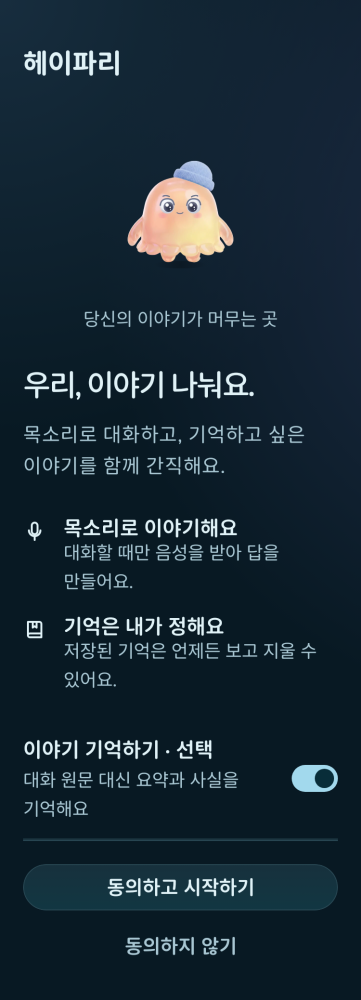 헤이파리
당신의 이야기가 머무는 곳
우리, 이야기 나눠요.
목소리로 대화하고, 기억하고 싶은
이야기를 함께 간직해요.
목소리로 이야기해요
대화할 때만 음성을 받아 답을
만들어요.
기억은 내가 정해요
저장된 기억은 언제든 보고 지울 수
있어요.
이야기 기억하기 · 선택
대화 원문 대신 요약과 사실을
기억해요
동의하고 시작하기
동의하지 않기